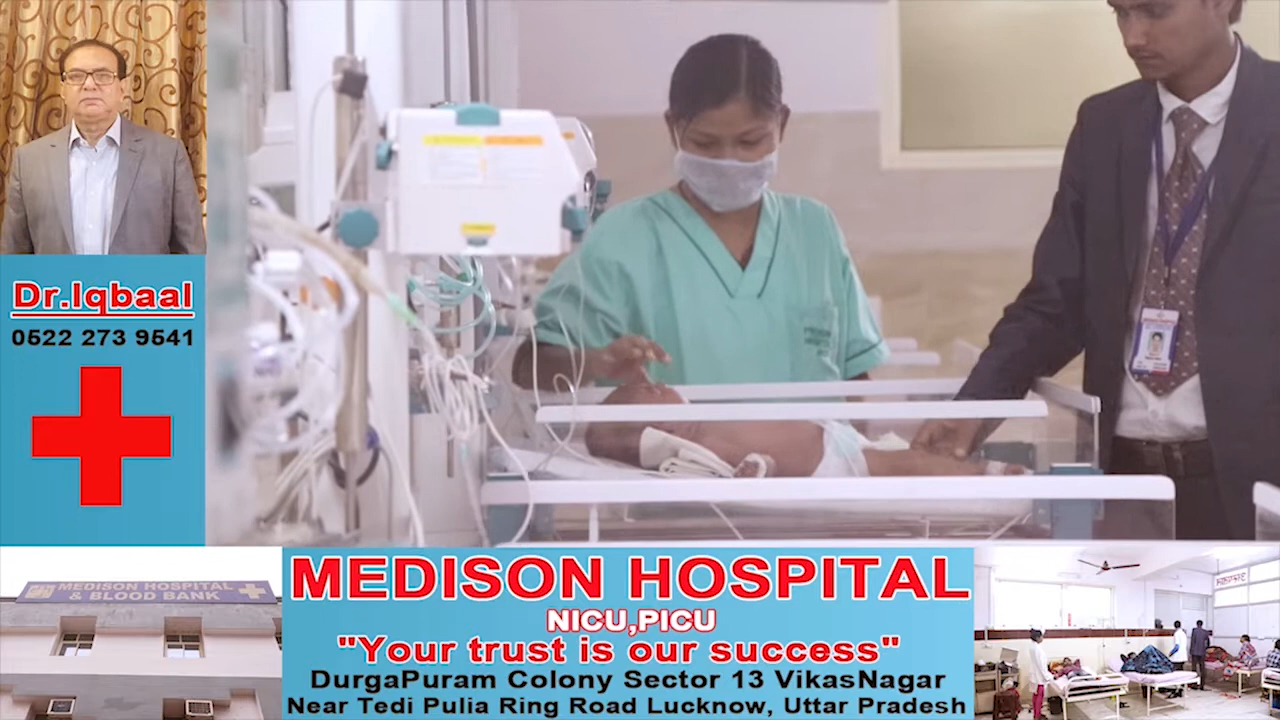 Dr.Iqbaal
0522 273 9541
MEDISON HOSPITAL
& BLOOD BANK
MEDISON HOSPITAL
NICU,PICU
"Your trust is our success"
DurgaPuram Colony Sector 13 VikasNagar
Near Tedi Pulia Ring Road Lucknow, Uttar Pradesh